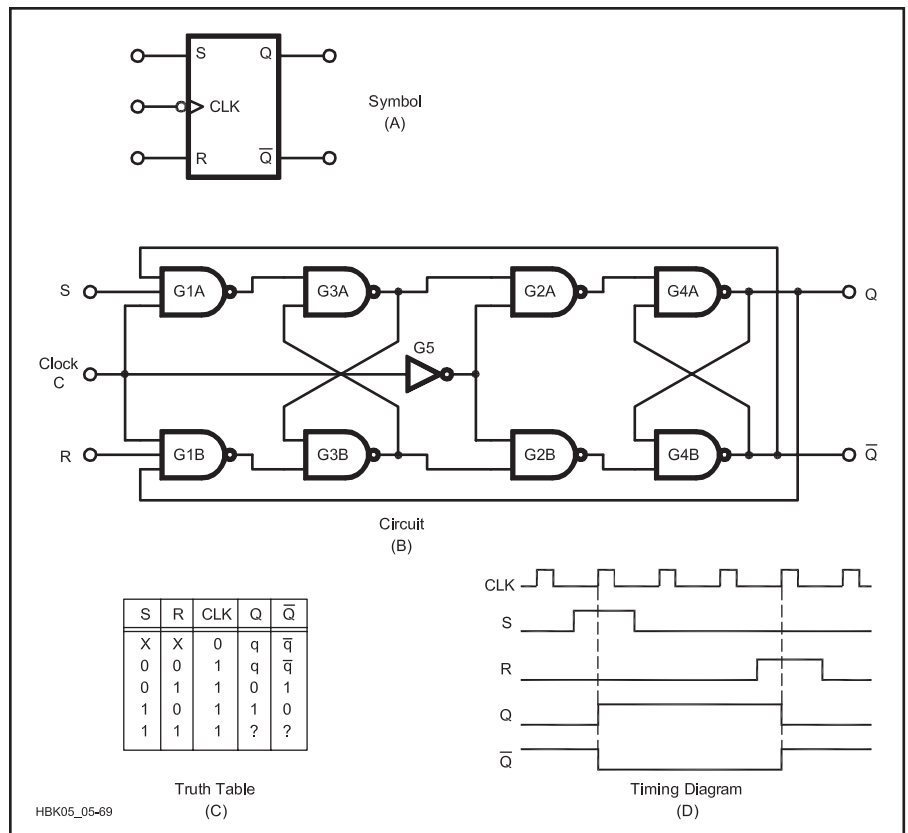 S Q
CLK
R Q̅
Symbol
(A)
G1A G3A G2A G4A
S Q
G5
Clock
C
G1B G3B G2B G4B
R Q̅
Circuit
(B)
S R CLK Q Q̅
X X 0 q q̅
0 0 1 q q̅
0 1 1 0 1
1 0 1 1 0
1 1 1 ? ?
Truth Table
(C)
CLK
S
R
Q
Q̅
Timing Diagram
(D)
HBK05_05-69